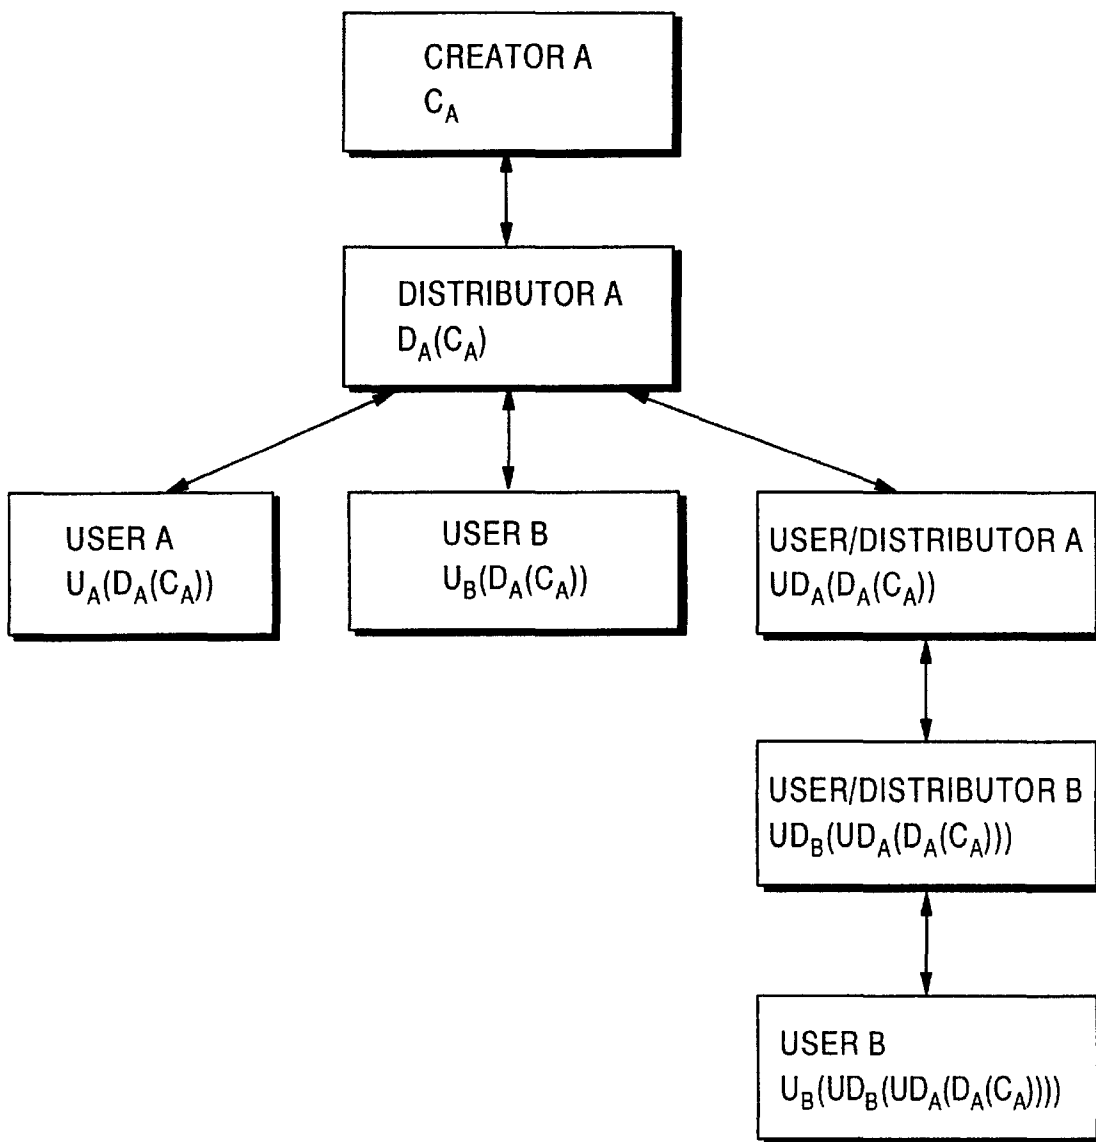 CREATOR A
C_A
DISTRIBUTOR A
D_A(C_A)
USER A
U_A(D_A(C_A))
USER B
U_B(D_A(C_A))
USER/DISTRIBUTOR A
UD_A(D_A(C_A))
USER/DISTRIBUTOR B
UD_B(UD_A(D_A(C_A)))
USER B
U_B(UD_B(UD_A(D_A(C_A))))